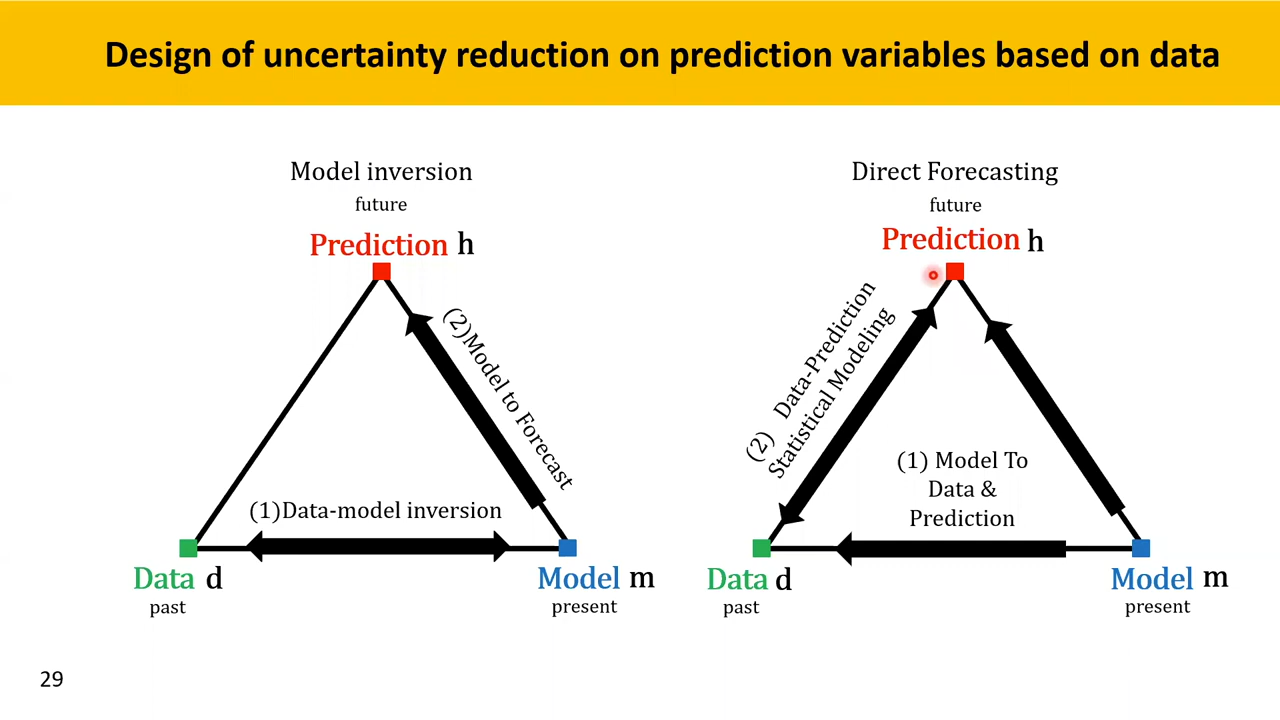 Design of uncertainty reduction on prediction variables based on data
Model inversion
future
Prediction h
(2)Model to Forecast
(1)Data-model inversion
Data d
past
Model m
present
Direct Forecasting
future
Prediction h
(2) Data-Prediction
Statistical Modeling
(1) Model To
Data &
Prediction
Data d
past
Model m
present
29